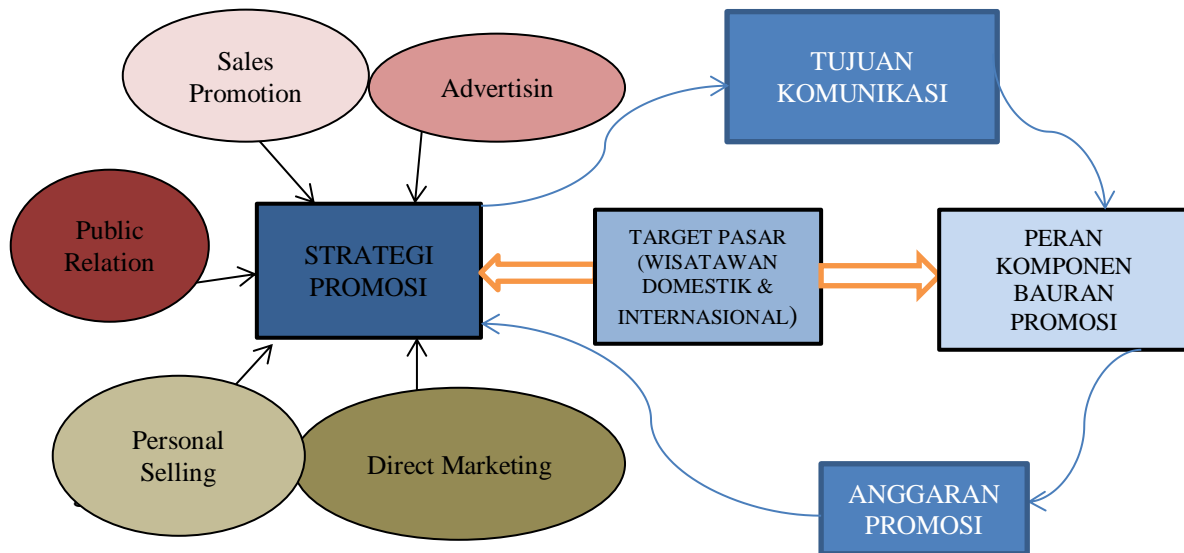 Sales
Promotion
Advertisin
TUJUAN
KOMUNIKASI
Public
Relation
STRATEGI
PROMOSI
TARGET PASAR
(WISATAWAN
DOMESTIK &
INTERNASIONAL)
PERAN
KOMPONEN
BAURAN
PROMOSI
Personal
Selling
Direct Marketing
ANGGARAN
PROMOSI